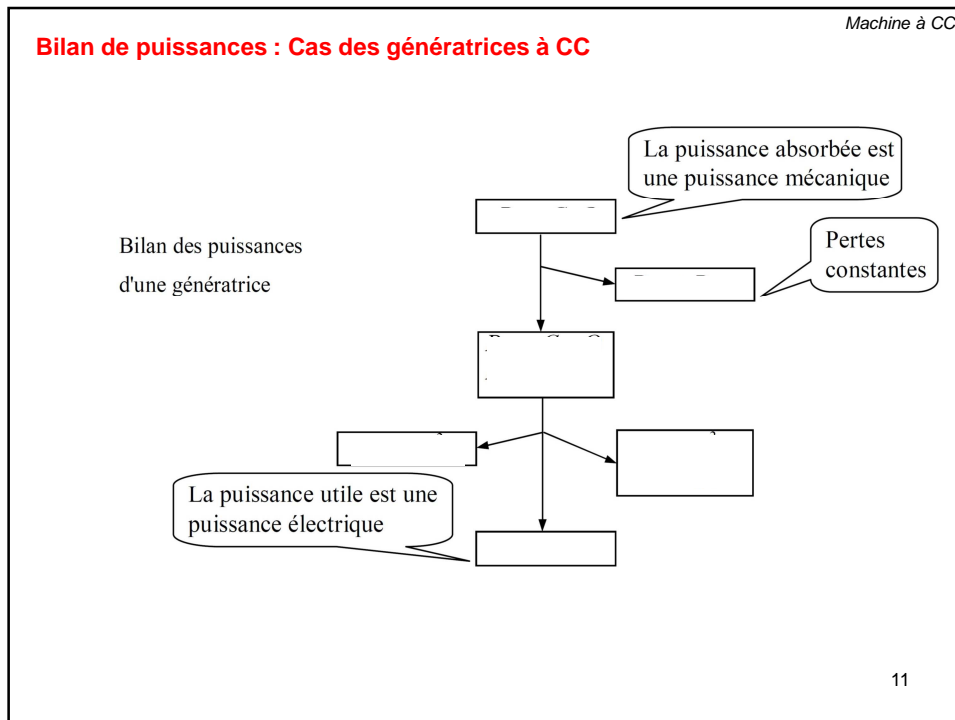 Machine à CC
Bilan de puissances : Cas des génératrices à CC
La puissance absorbée est
une puissance mécanique
Bilan des puissances
d'une génératrice
Pertes
constantes
La puissance utile est une
puissance électrique
11